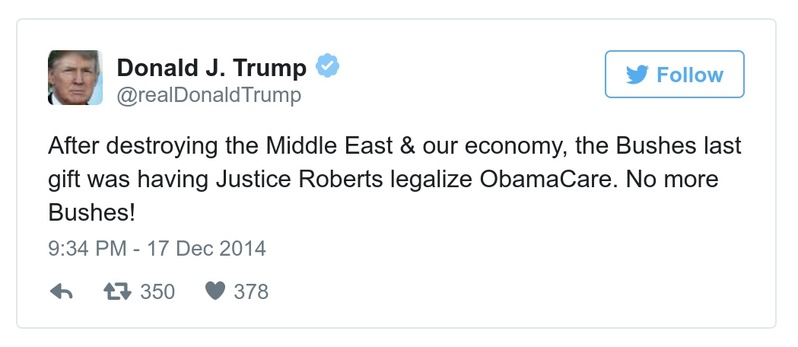 Donald J. Trump
@realDonaldTrump
Follow
After destroying the Middle East & our economy, the Bushes last
gift was having Justice Roberts legalize ObamaCare. No more
Bushes!
9:34 PM - 17 Dec 2014
350 378